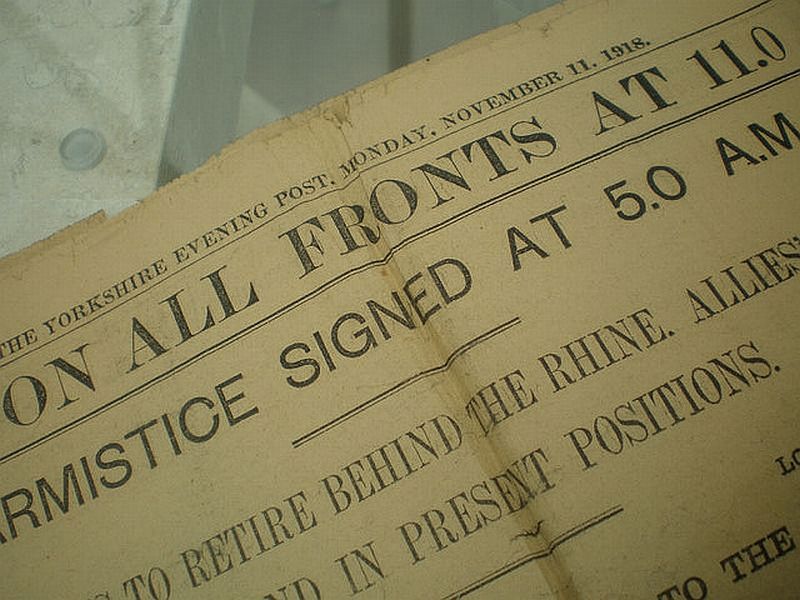 THE YORKSHIRE EVENING POST, MONDAY, NOVEMBER 11, 1918.
ON ALL FRONTS AT 11.0
ARMISTICE SIGNED AT 5.0 A.M
TO RETIRE BEHIND THE RHINE. ALLIES'
IN PRESENT POSITIONS.
TO THE